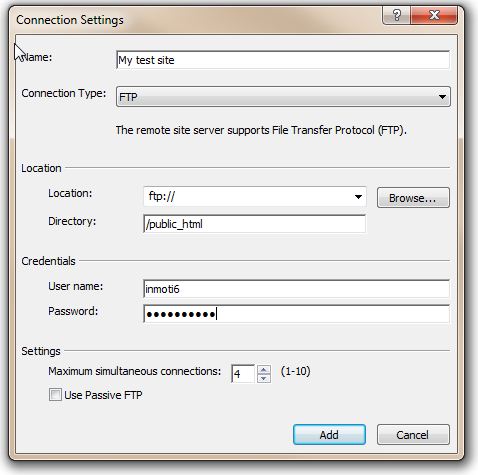 Connection Settings
Name: My test site
Connection Type: FTP
The remote site server supports File Transfer Protocol (FTP).
Location
Location: ftp://
Browse...
Directory: /public_html
Credentials
User name: inmoti6
Password: ●●●●●●●●●●
Settings
Maximum simultaneous connections: 4 (1-10)
Use Passive FTP
Add Cancel